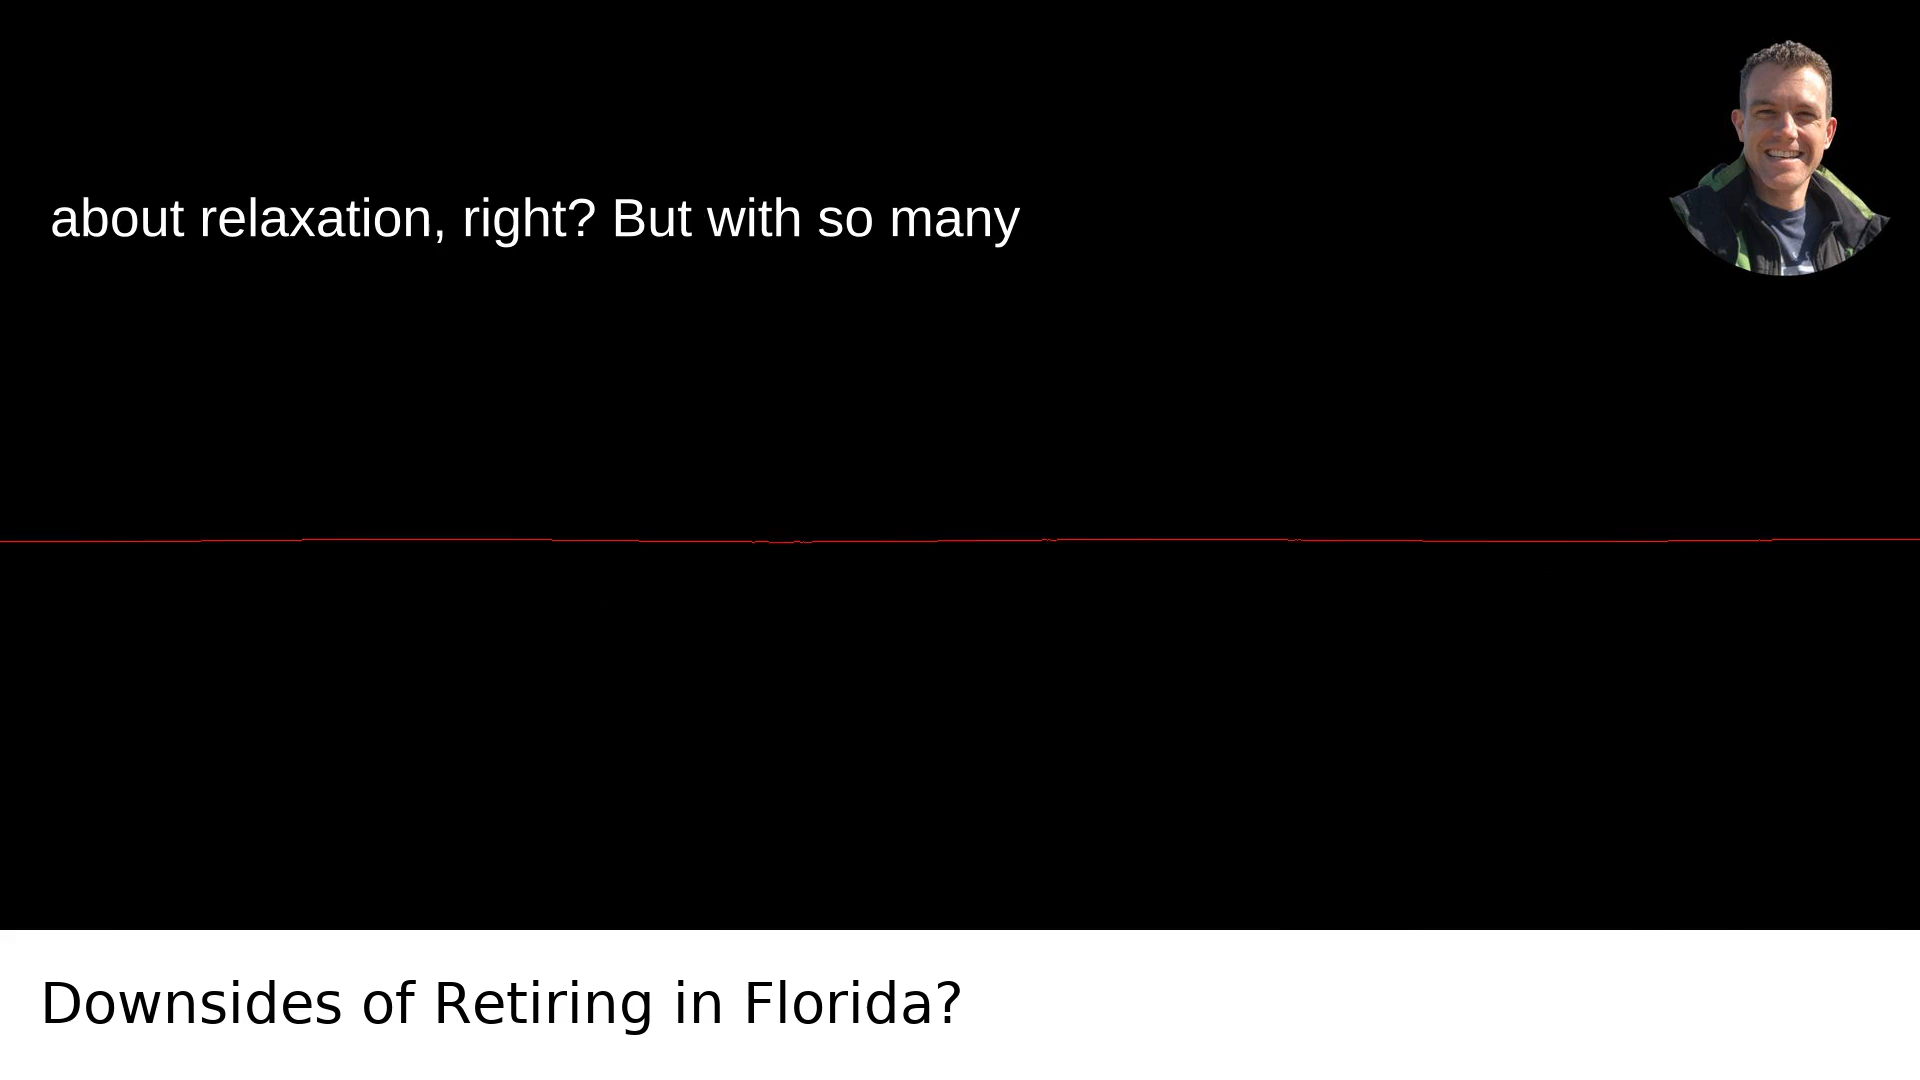 about relaxation, right? But with so many
Downsides of Retiring in Florida?